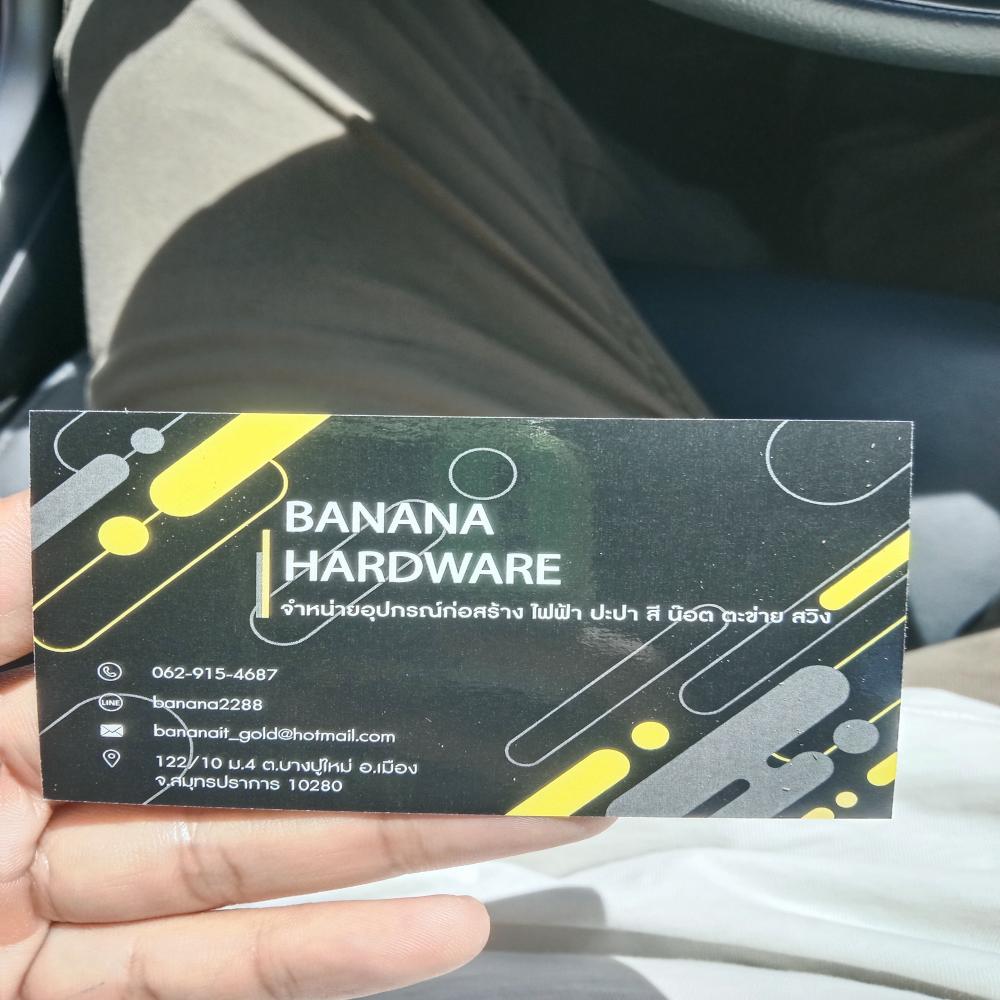 BANANA
HARDWARE
จำหน่ายอุปกรณ์ก่อสร้าง ไฟฟ้า ปะปา สี น๊อต ตะข่าย สวิง
062-915-4687
LINE banana2288
bananait_gold@hotmail.com
122/10 ม.4 ต.บางปูใหม่ อ.เมือง
จ.สมุทรปราการ 10280